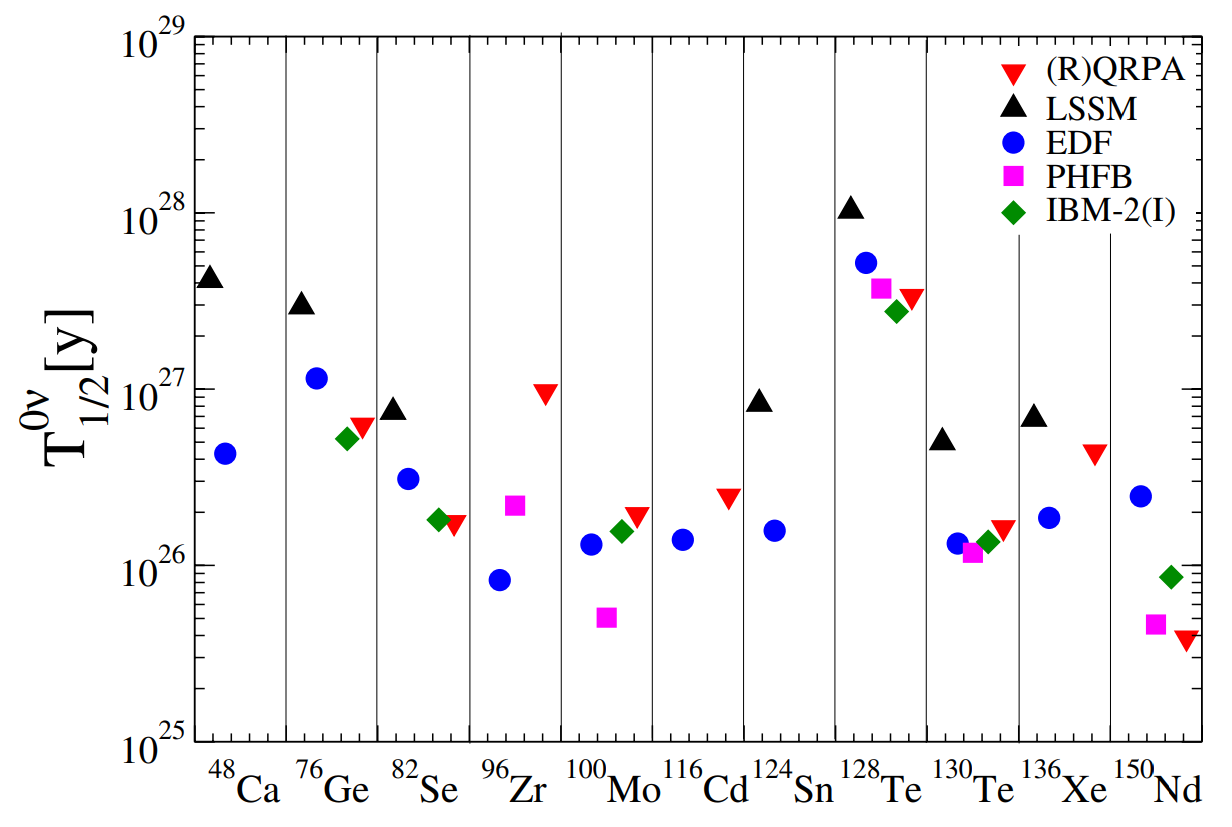 10^29
10^28
10^27
10^26
10^25
T^0ν_1/2 [y]
(R)QRPA
LSSM
EDF
PHFB
IBM-2(I)
^48Ca ^76Ge ^82Se ^96Zr ^100Mo ^116Cd ^124Sn ^128Te ^130Te ^136Xe ^150Nd